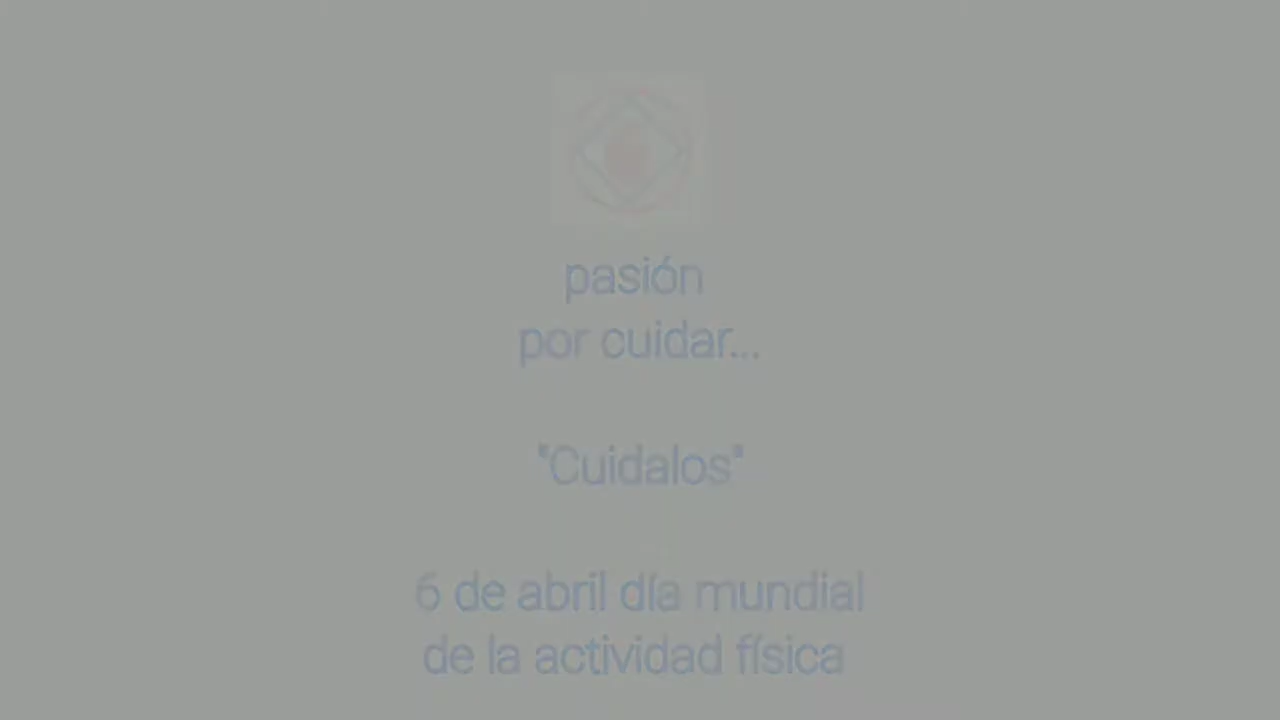 pasión
por cuidar...
"Cuidalos"
6 de abril día mundial
de la actividad física